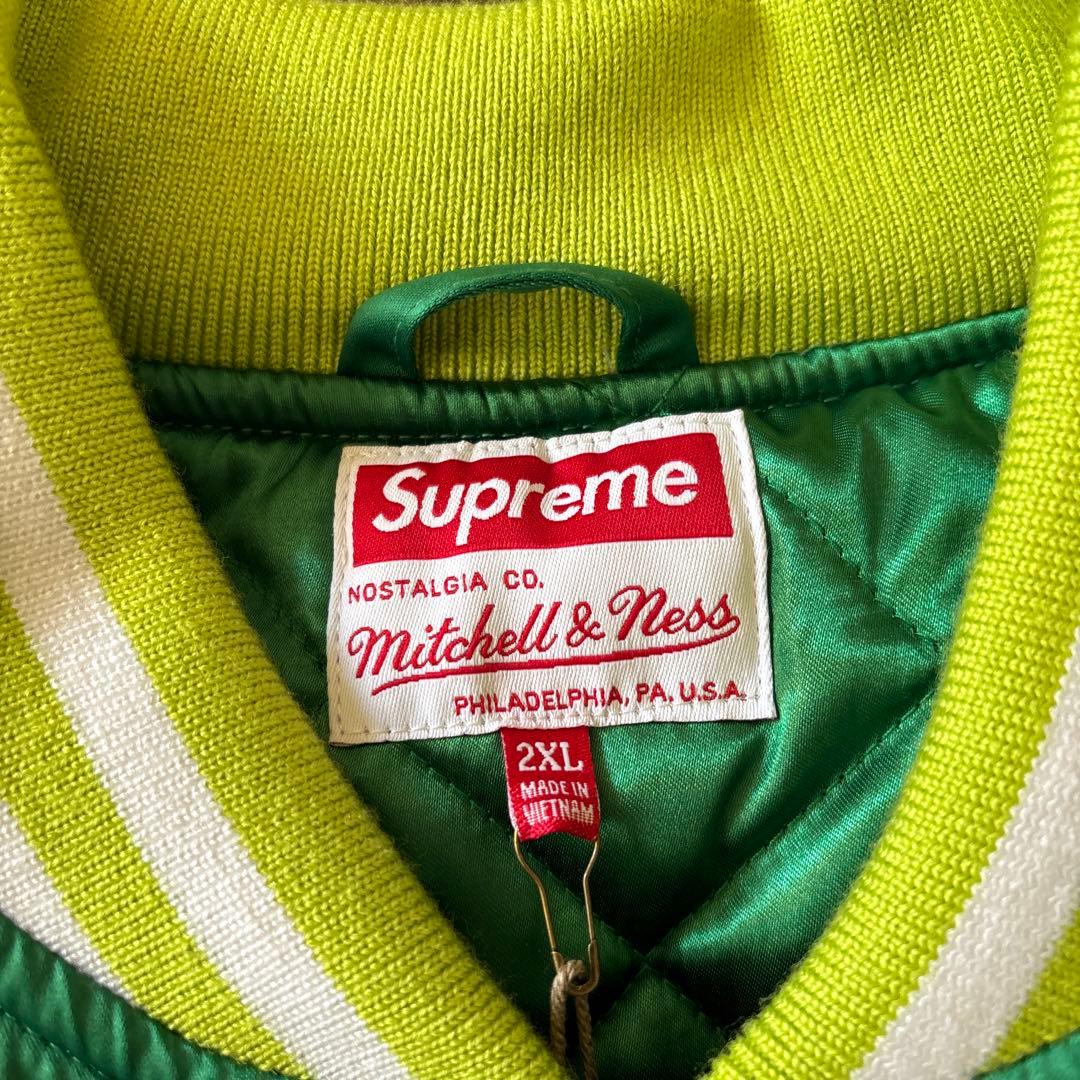 Supreme
NOSTALGIA CO.
Mitchell & Ness
PHILADELPHIA, PA. U.S.A.
2XL
MADE IN
VIETNAM